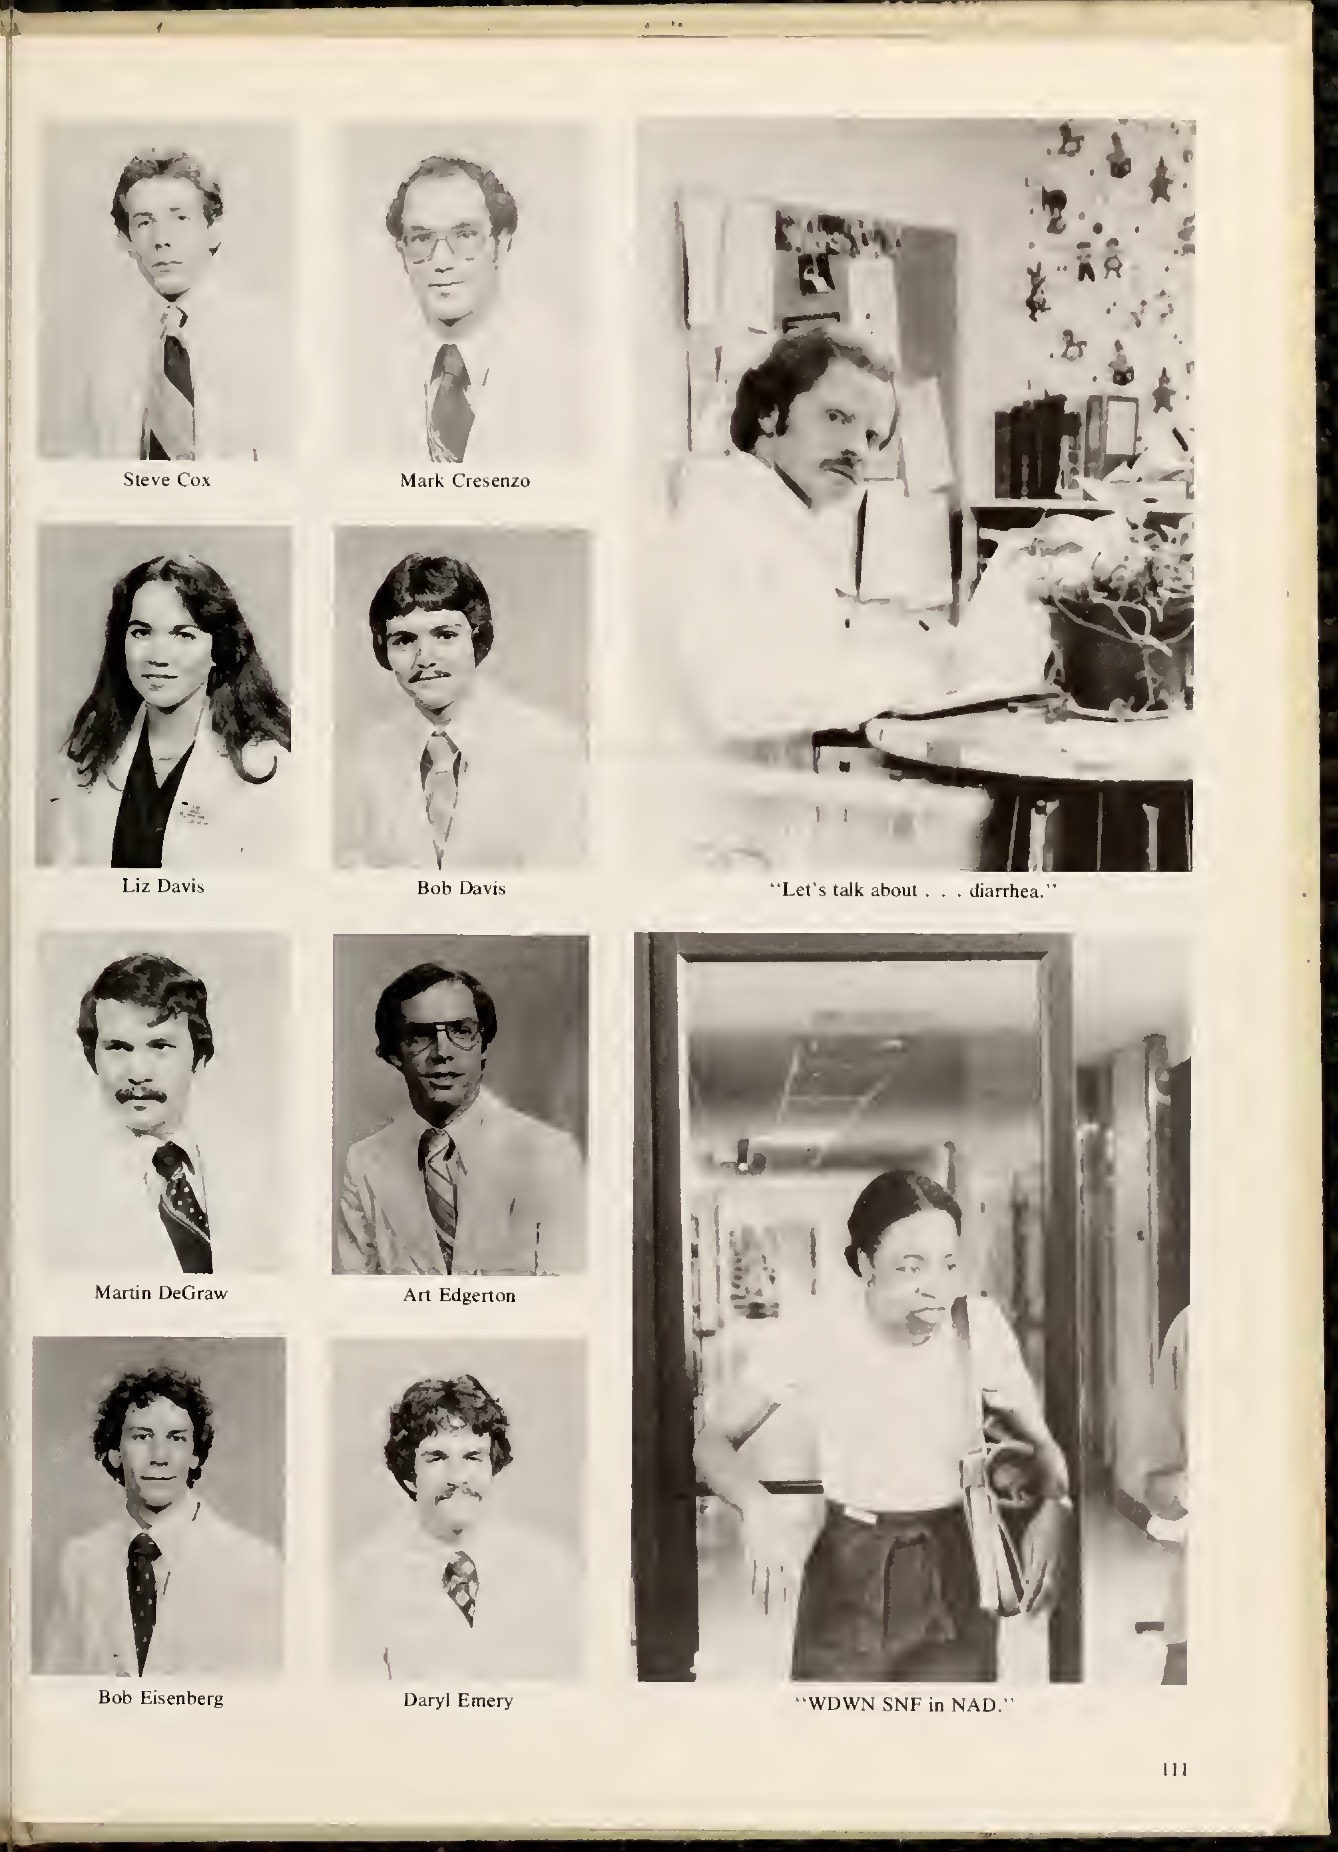 Steve Cox
Mark Cresenzo
Liz Davis
Bob Davis
"Let's talk about . . . diarrhea."
Martin DeGraw
Art Edgerton
Bob Eisenberg
Daryl Emery
"WDWN SNF in NAD."
111